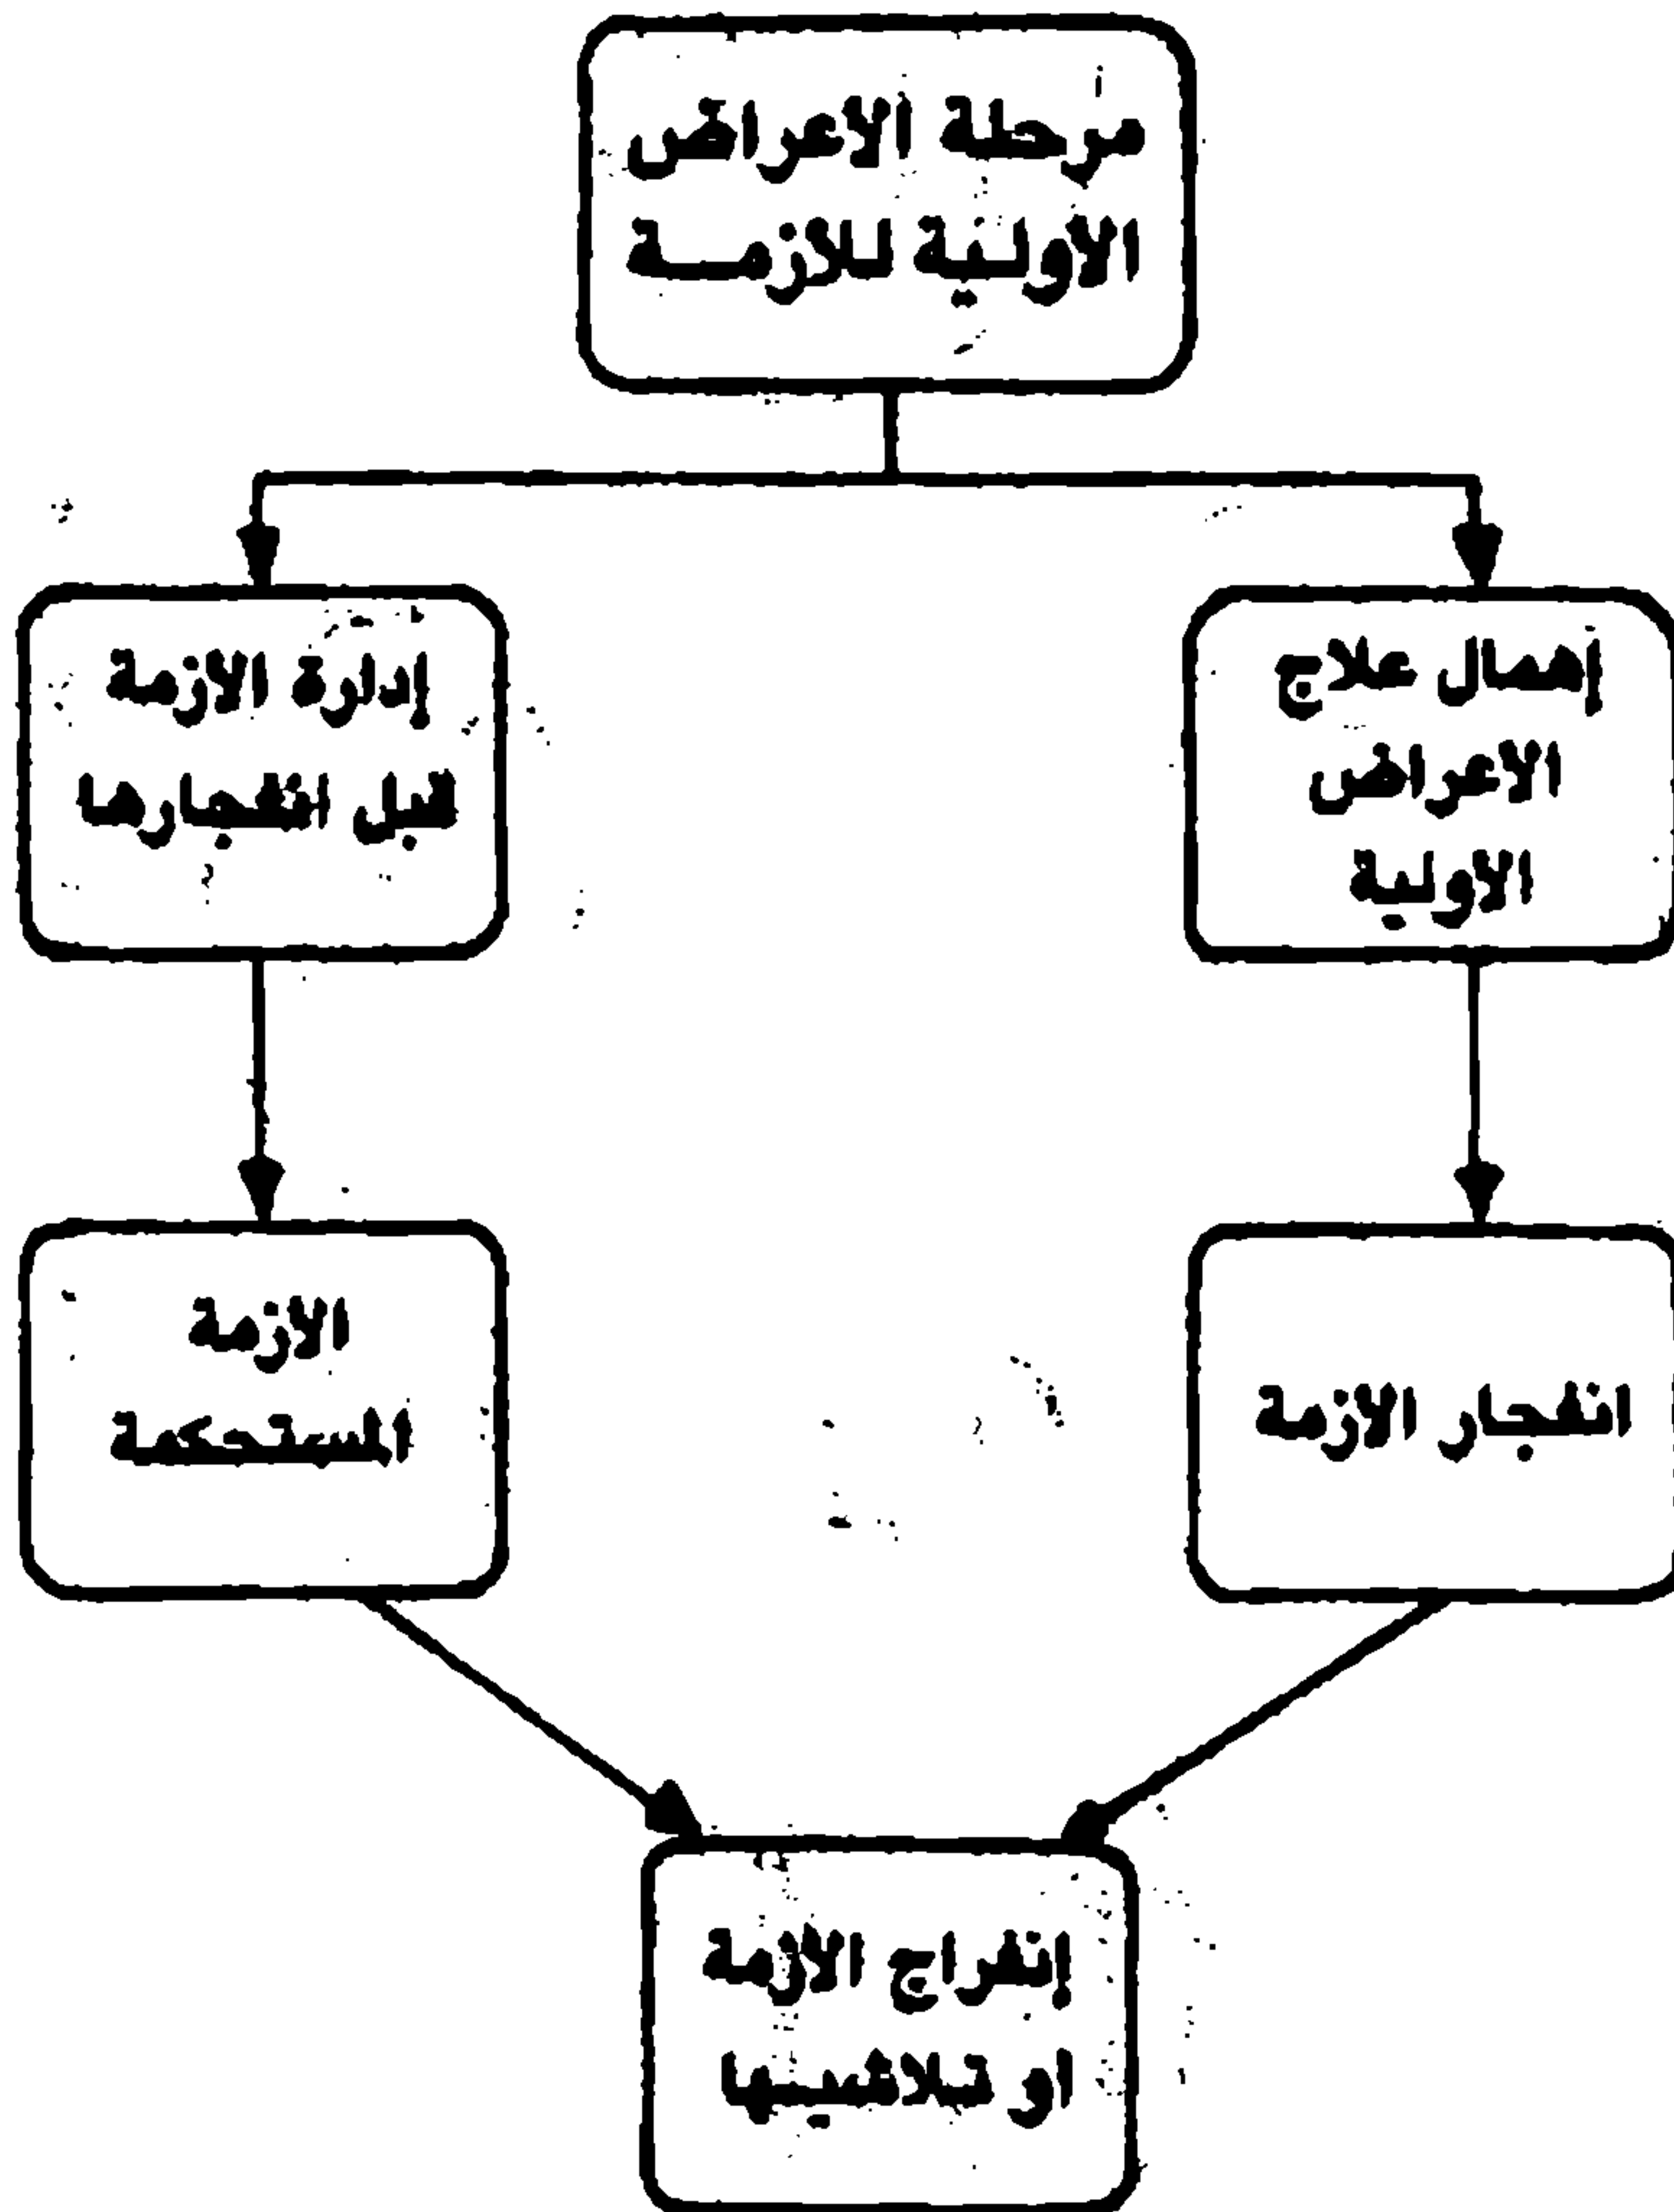 مرحلة الاعراض
الاولية للازمة
إهمال علاج
الاعراض
الاولية
إدارة الازمة
قبل انفجارها
انفجار الازمة
الازمة
المستحكمة
إنفراج الازمة
او تلاشيها